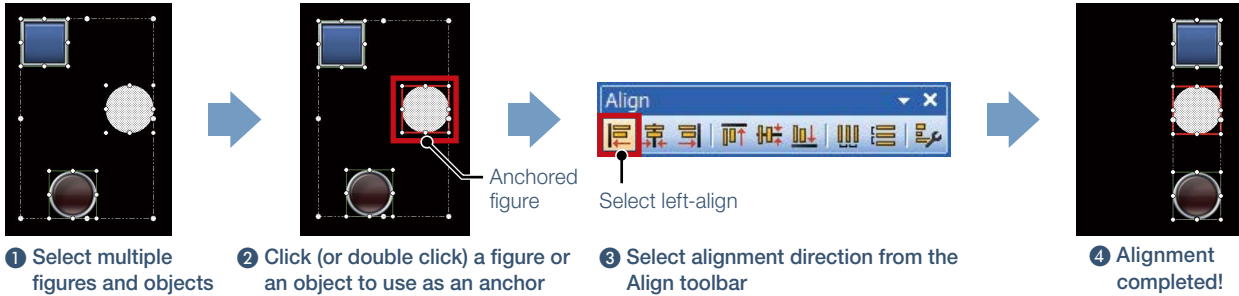 Align
Anchored
figure
Select left-align
❶ Select multiple
figures and objects
❷ Click (or double click) a figure or
an object to use as an anchor
❸ Select alignment direction from the
Align toolbar
❹ Alignment
completed!